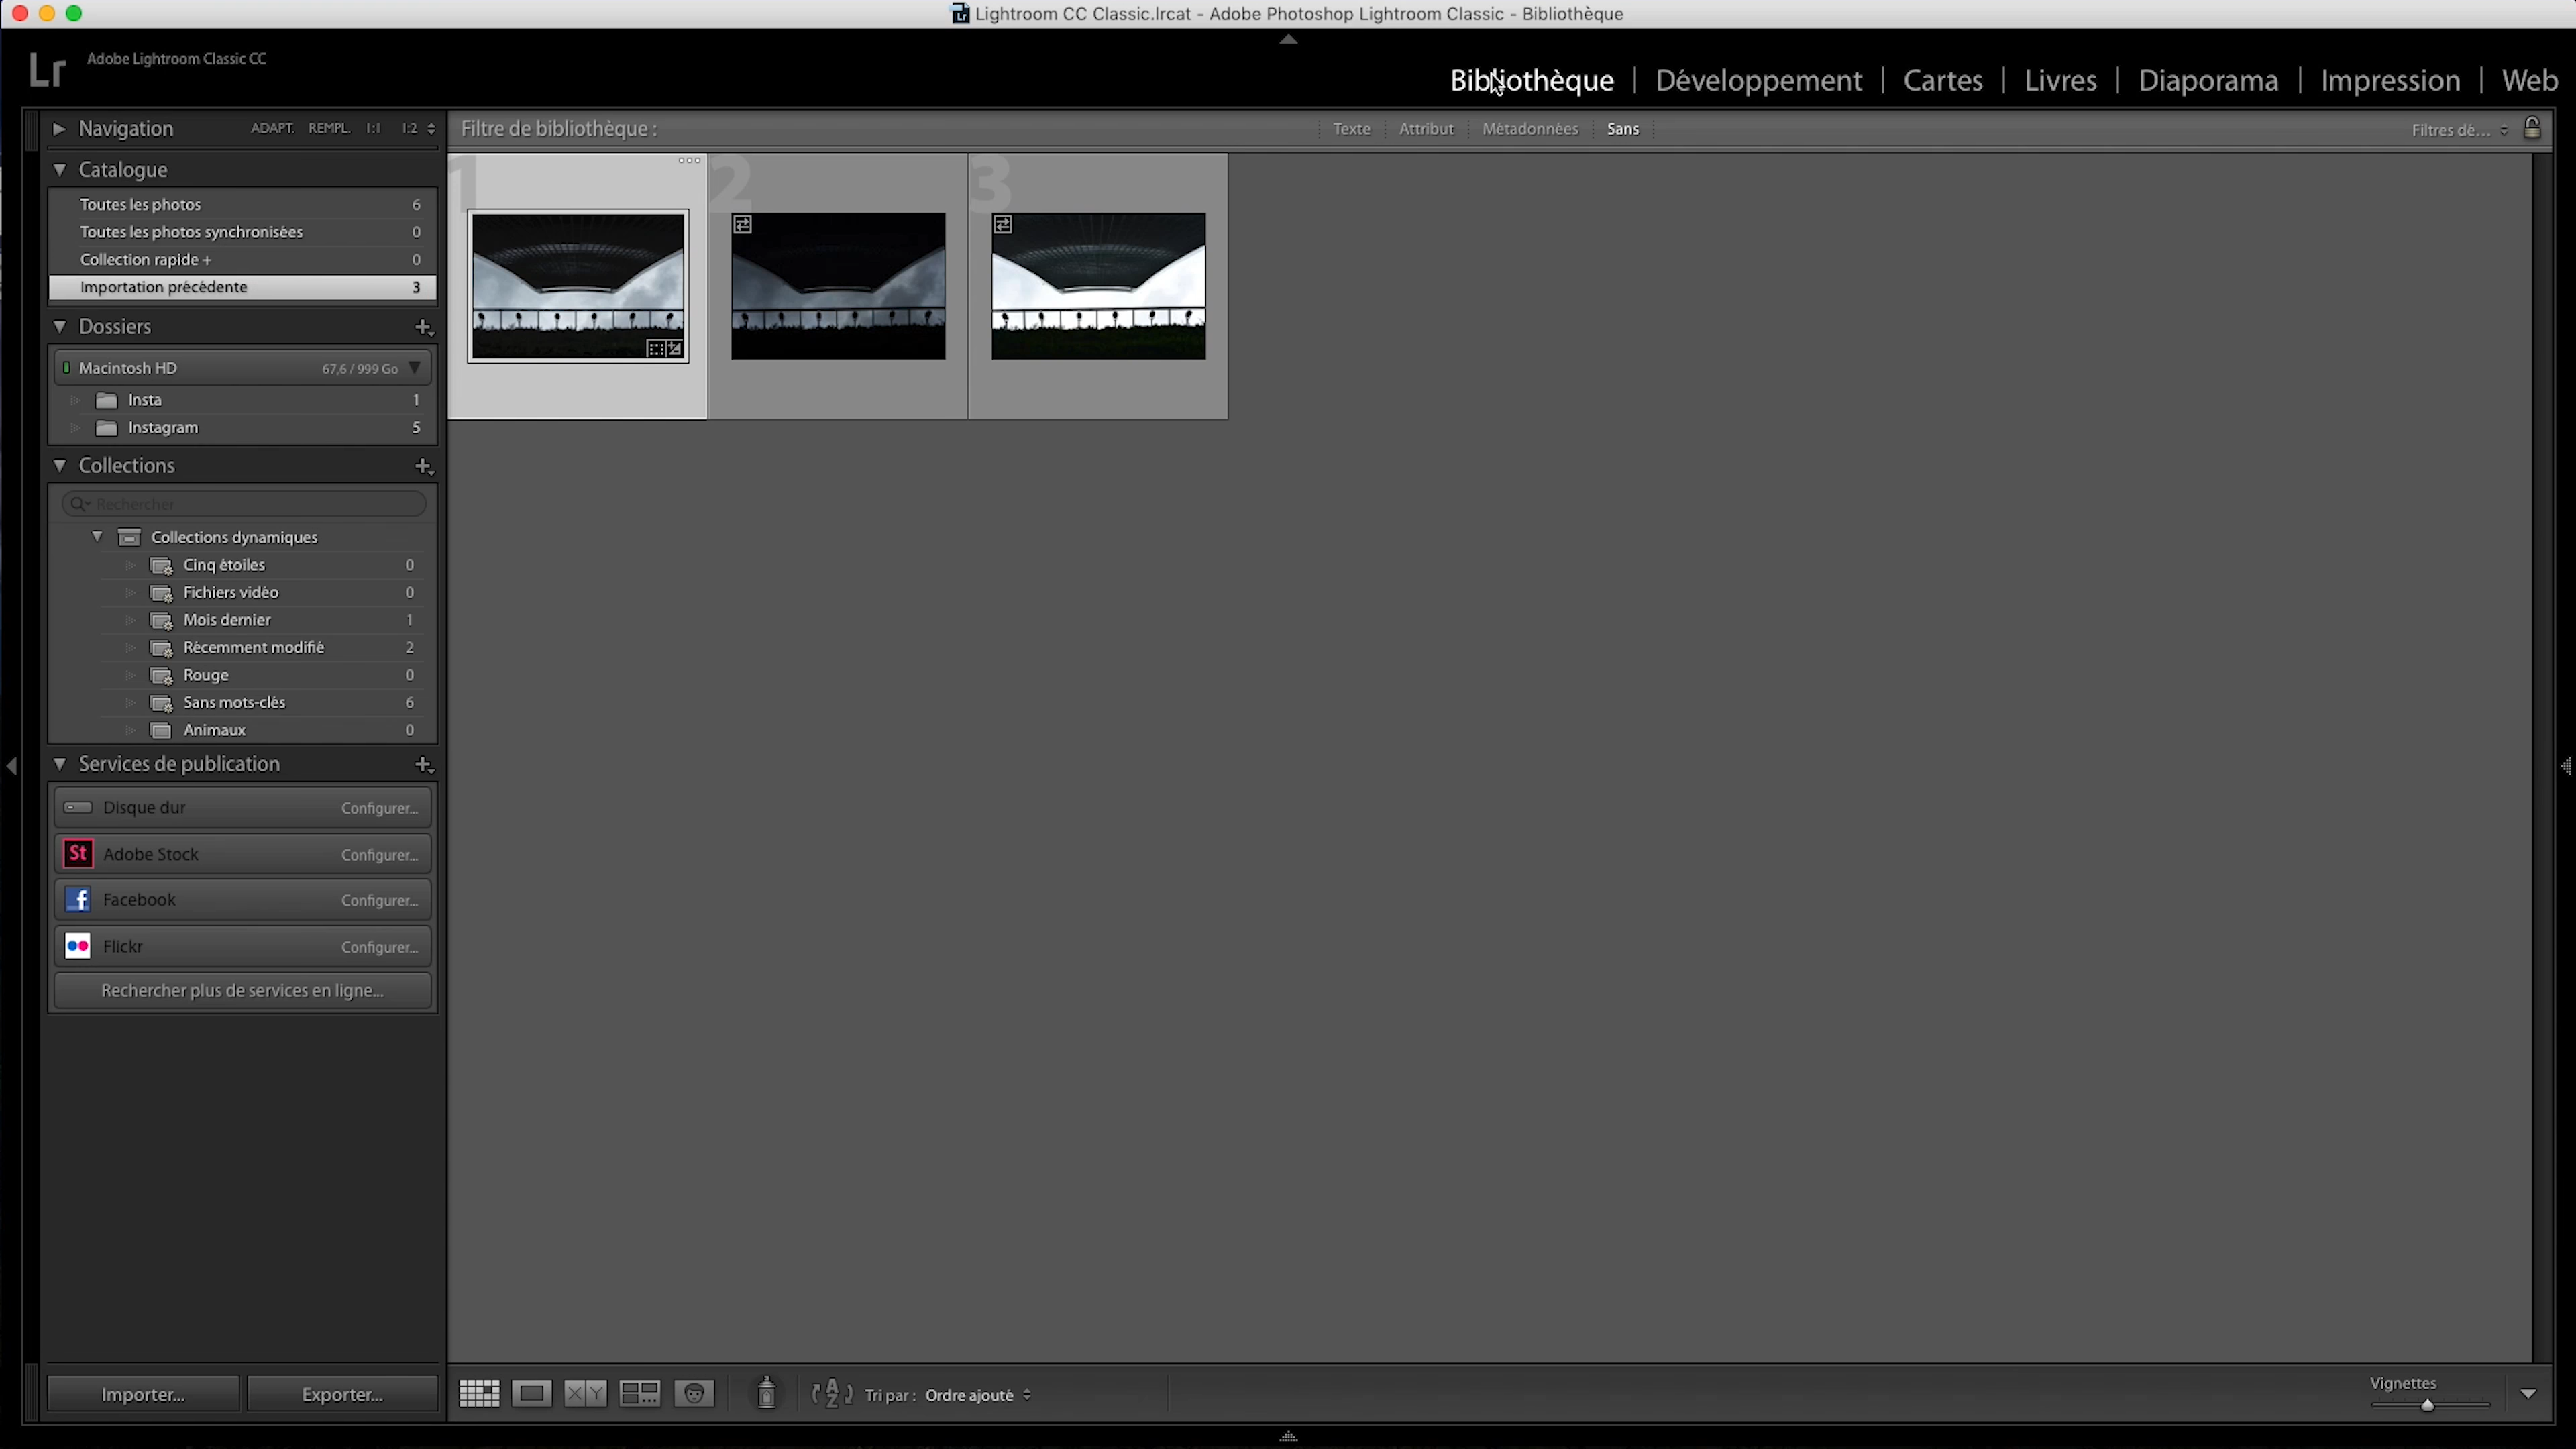 Lightroom CC Classic.lrcat - Adobe Photoshop Lightroom Classic - Bibliothèque
Lr Adobe Lightroom Classic CC
Bibliothèque | Développement | Cartes | Livres | Diaporama | Impression | Web
Navigation ADAPT. REMPL. 1:1 1:2
Filtre de bibliothèque : Texte Attribut Métadonnées Sans Filtres dé...
Catalogue
Toutes les photos 6
Toutes les photos synchronisées 0
Collection rapide + 0
Importation précédente 3
1 2 3
Dossiers
Macintosh HD 67,6 / 999 Go
Insta 1
Instagram 5
Collections
Rechercher
Collections dynamiques
Cinq étoiles 0
Fichiers vidéo 0
Mois dernier 1
Récemment modifié 2
Rouge 0
Sans mots-clés 6
Animaux 0
Services de publication
Disque dur Configurer...
St Adobe Stock Configurer...
f Facebook Configurer...
Flickr Configurer...
Rechercher plus de services en ligne...
Importer... Exporter... X Y A Z Tri par : Ordre ajouté Vignettes